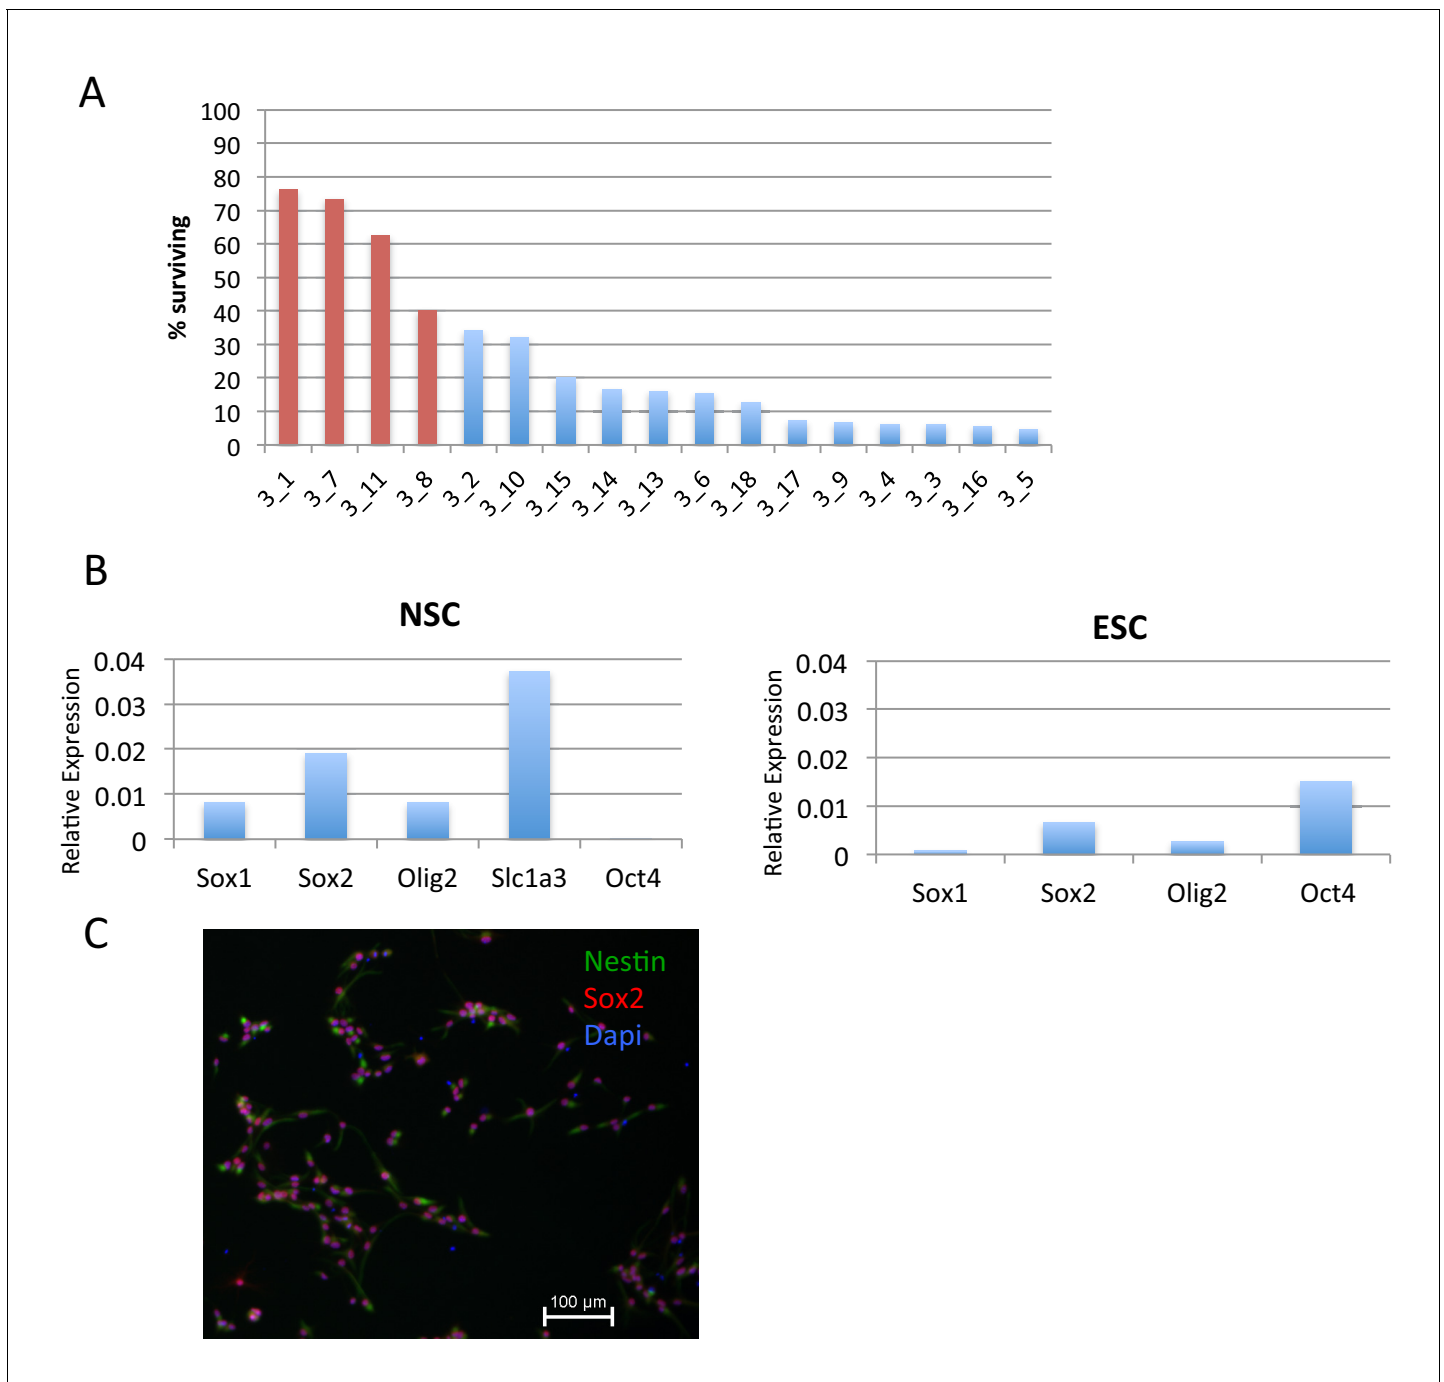 A
% surviving
100
90
80
70
60
50
40
30
20
10
0
3_1 3_7 3_11 3_8 3_2 3_10 3_15 3_14 3_13 3_6 3_18 3_17 3_9 3_4 3_3 3_16 3_5
B
NSC
Relative Expression
0.04
0.03
0.02
0.01
0
Sox1 Sox2 Olig2 Slc1a3 Oct4
ESC
Relative Expression
0.04
0.03
0.02
0.01
0
Sox1 Sox2 Olig2 Oct4
C
Nestin
Sox2
Dapi
100 µm